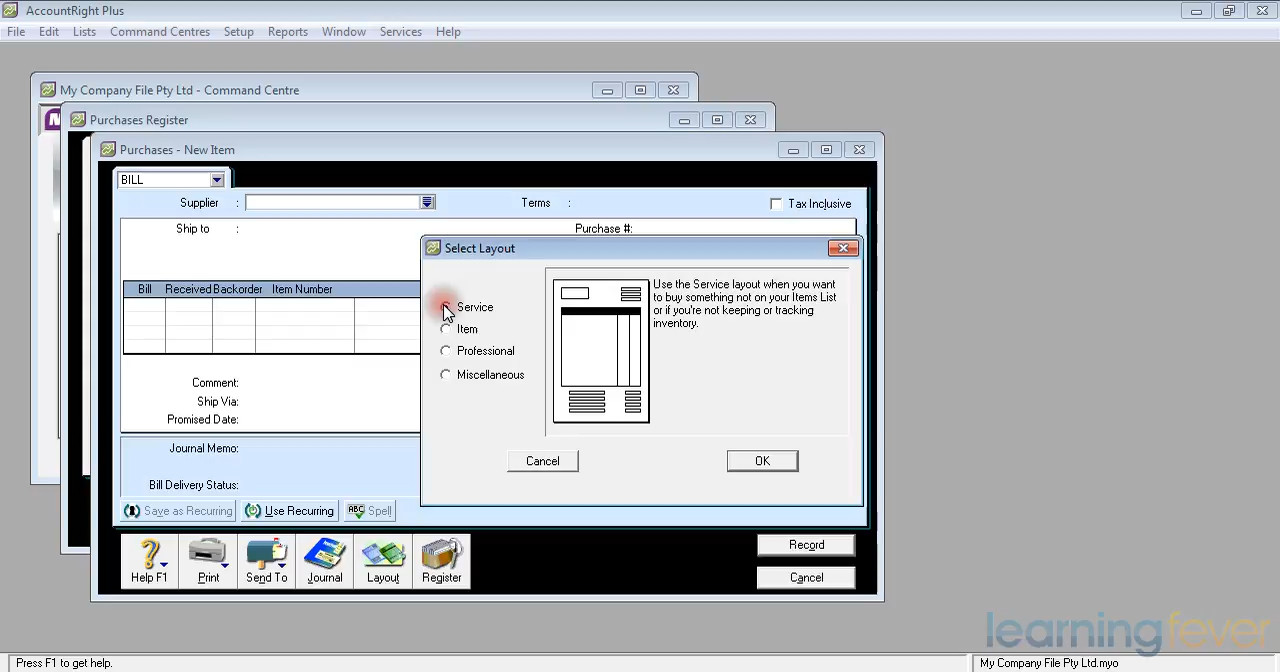 AccountRight Plus
File Edit Lists Command Centres Setup Reports Window Services Help
My Company File Pty Ltd - Command Centre
Purchases Register
Purchases - New Item
BILL
Supplier :
Terms :
Tax Inclusive
Ship to :
Purchase #:
Bill Received Backorder Item Number
Comment:
Ship Via:
Promised Date:
Journal Memo:
Bill Delivery Status:
Save as Recurring Use Recurring ABC Spell
Select Layout
Service
Item
Professional
Miscellaneous
Use the Service layout when you want
to buy something not on your Items List
or if you're not keeping or tracking
inventory.
Cancel OK
Help F1 Print Send To Journal Layout Register
Record
Cancel
learningfever
Press F1 to get help.
My Company File Pty Ltd.myo